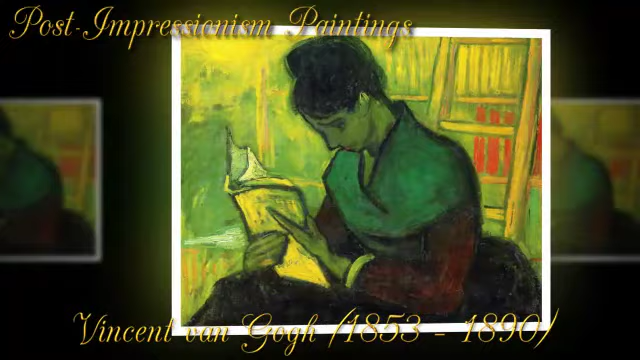 Post-Impressionism Paintings
Vincent van Gogh (1853 - 1890)